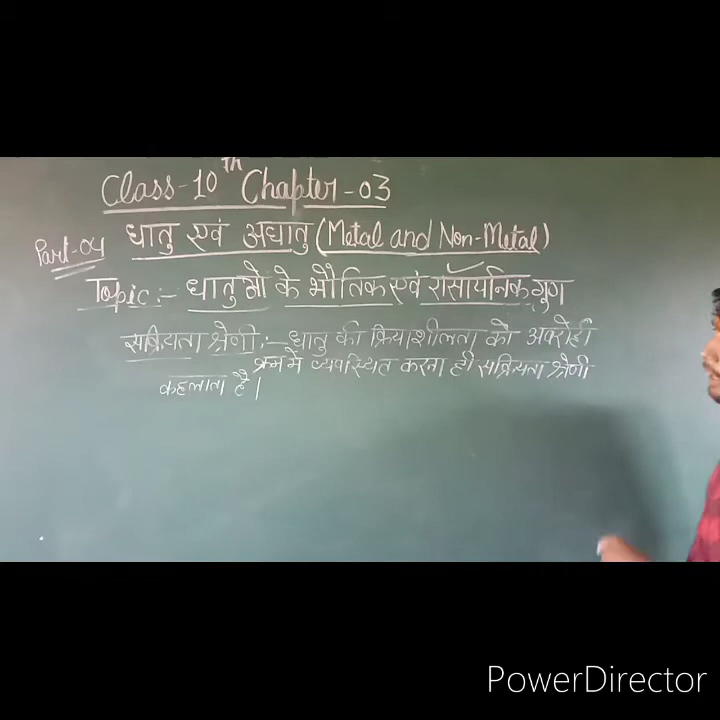 Class-10th Chapter-03
Part-04 धातु एवं अधातु (Metal and Non-Metal)
Topic:- धातुओ के भौतिक एवं रासायनिक गुण
सक्रियता श्रेणी:- धातु की क्रियाशीलता को अवरोही
क्रम में व्यवस्थित करना ही सक्रियता श्रेणी
कहलाता है।
PowerDirector